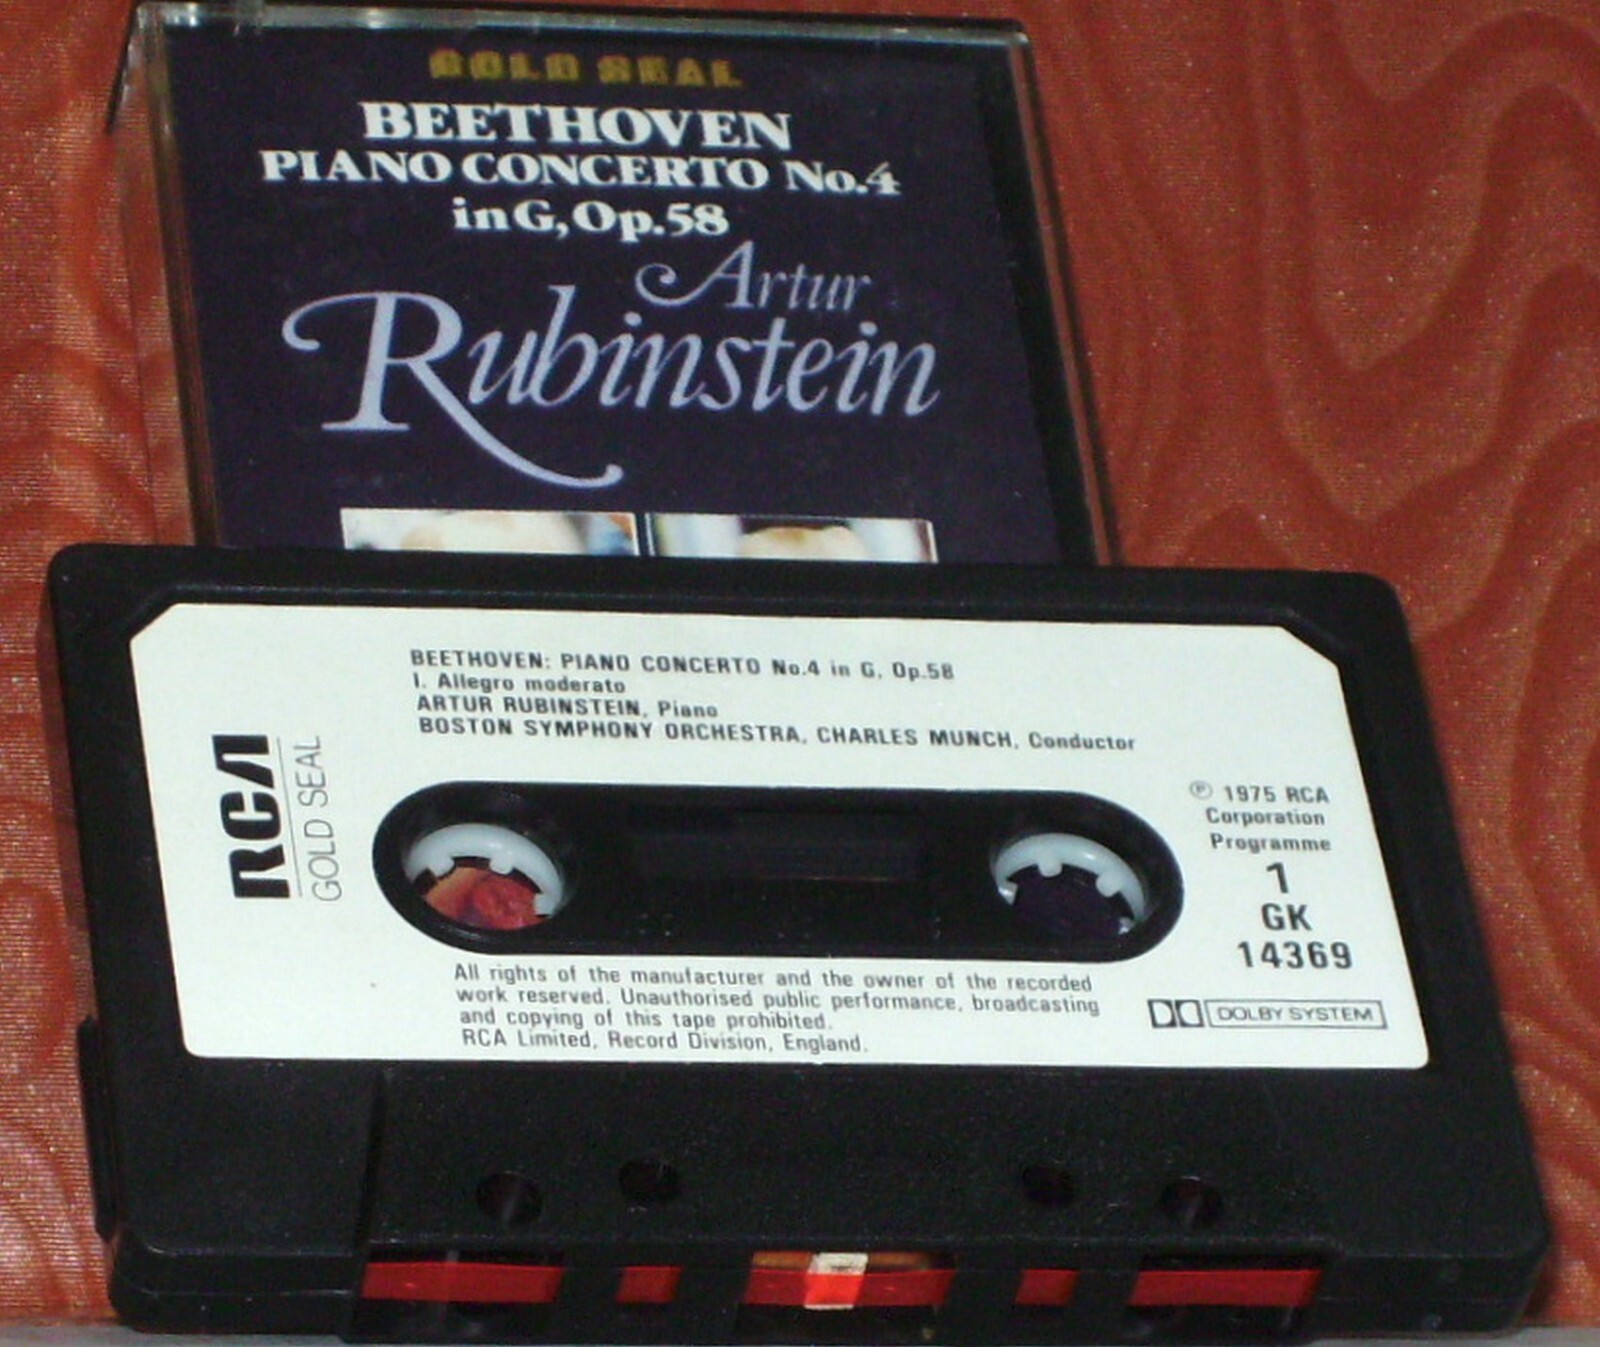 GOLD SEAL
BEETHOVEN
PIANO CONCERTO No.4
in G, Op.58
Artur
Rubinstein
BEETHOVEN: PIANO CONCERTO No.4 in G, Op.58
I. Allegro moderato
ARTUR RUBINSTEIN, Piano
BOSTON SYMPHONY ORCHESTRA, CHARLES MUNCH, Conductor
RCA
GOLD SEAL
℗ 1975 RCA
Corporation
Programme
1
GK
14369
All rights of the manufacturer and the owner of the recorded
work reserved. Unauthorised public performance, broadcasting
and copying of this tape prohibited.
RCA Limited, Record Division, England.
DOLBY SYSTEM